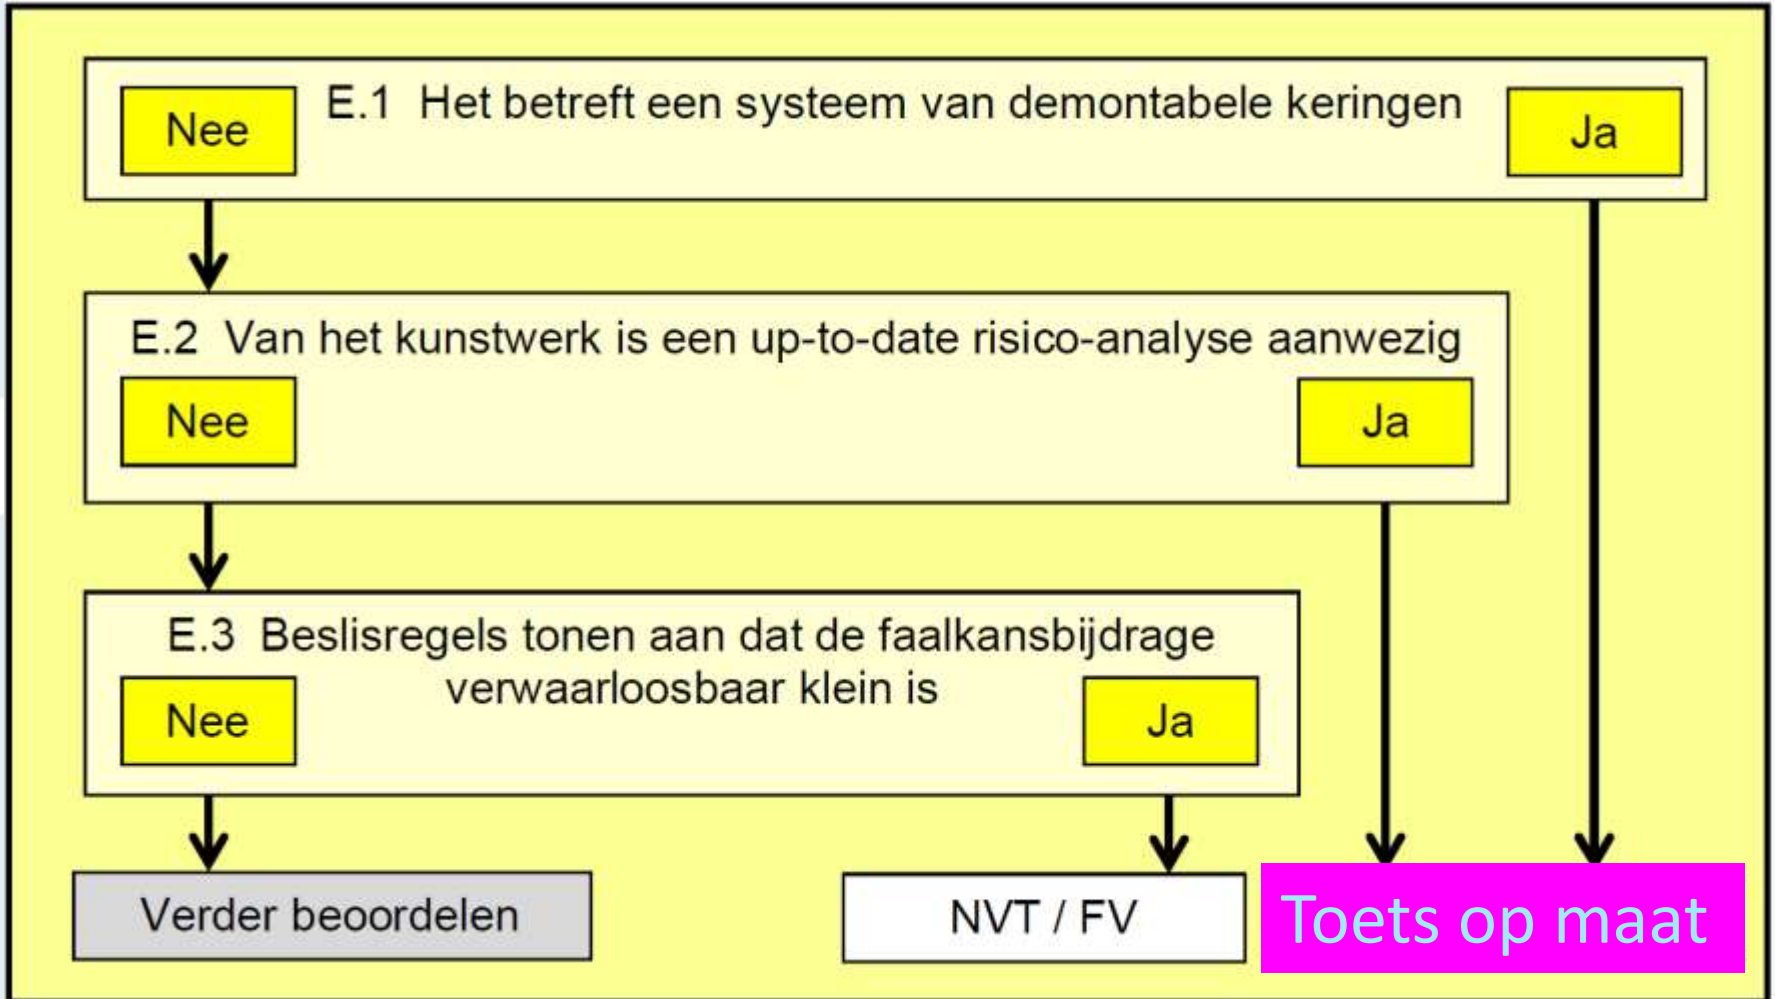 E.1 Het betreft een systeem van demontabele keringen
Nee
Ja
E.2 Van het kunstwerk is een up-to-date risico-analyse aanwezig
Nee
Ja
E.3 Beslisregels tonen aan dat de faalkansbijdrage
verwaarloosbaar klein is
Nee
Ja
Verder beoordelen
NVT / FV
Toets op maat